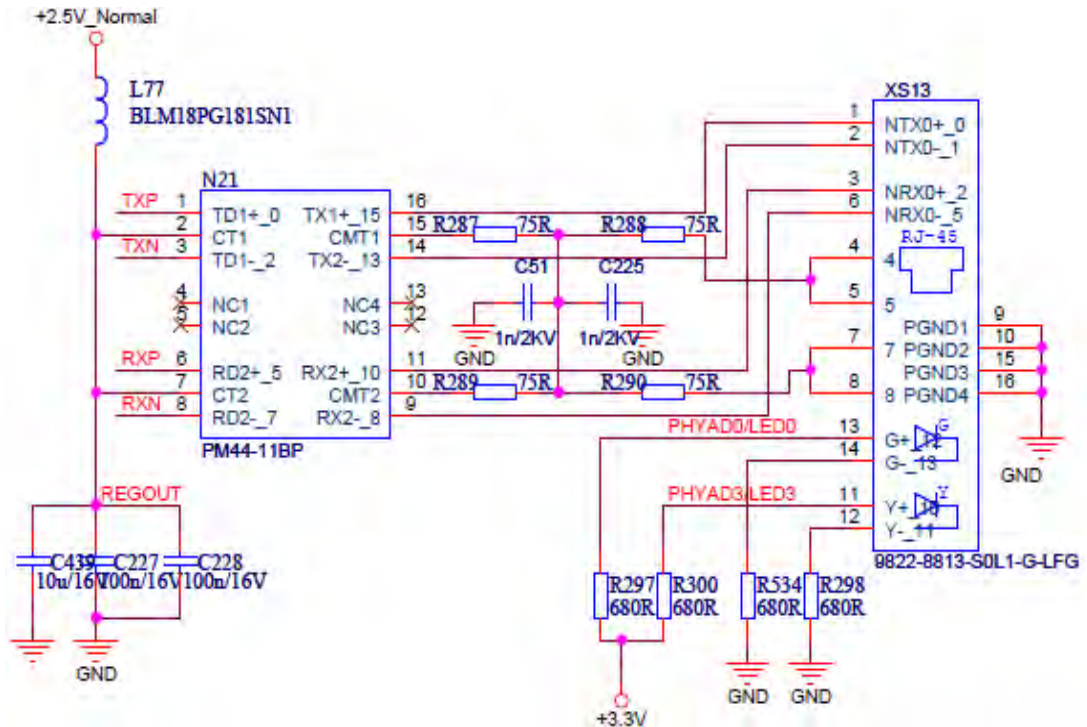 +2.5V_Normal
L77
BLM18PG181SN1
XS13
1 NTX0+_0
2 NTX0-_1
3 NRX0+_2
6 NRX0-_5
RJ-45
4 4
5 5
7 7
8 8
PGND1 9
PGND2 10
PGND3 15
PGND4 16
GND
13 G+
14 G-_13
G
11 Y+
12 Y-_11
Y
9822-8813-S0L1-G-LFG
N21
TXP 1 TD1+_0 TX1+_15 16
2 CT1 CMT1 15
TXN 3 TD1-_2 TX2-_13 14
4 NC1 NC4 13
5 NC2 NC3 12
RXP 6 RD2+_5 RX2+_10 11
7 CT2 CMT2 10
RXN 8 RD2-_7 RX2-_8 9
PM44-11BP
R287 75R
R288 75R
C51
C225
1n/2KV
1n/2KV
GND
GND
R289 75R
R290 75R
PHYAD0/LED0
PHYAD3/LED3
REGOUT
C439
10u/16V
C227
100n/16V
C228
100n/16V
GND
R297
680R
R300
680R
R534
680R
R298
680R
GND
GND
+3.3V